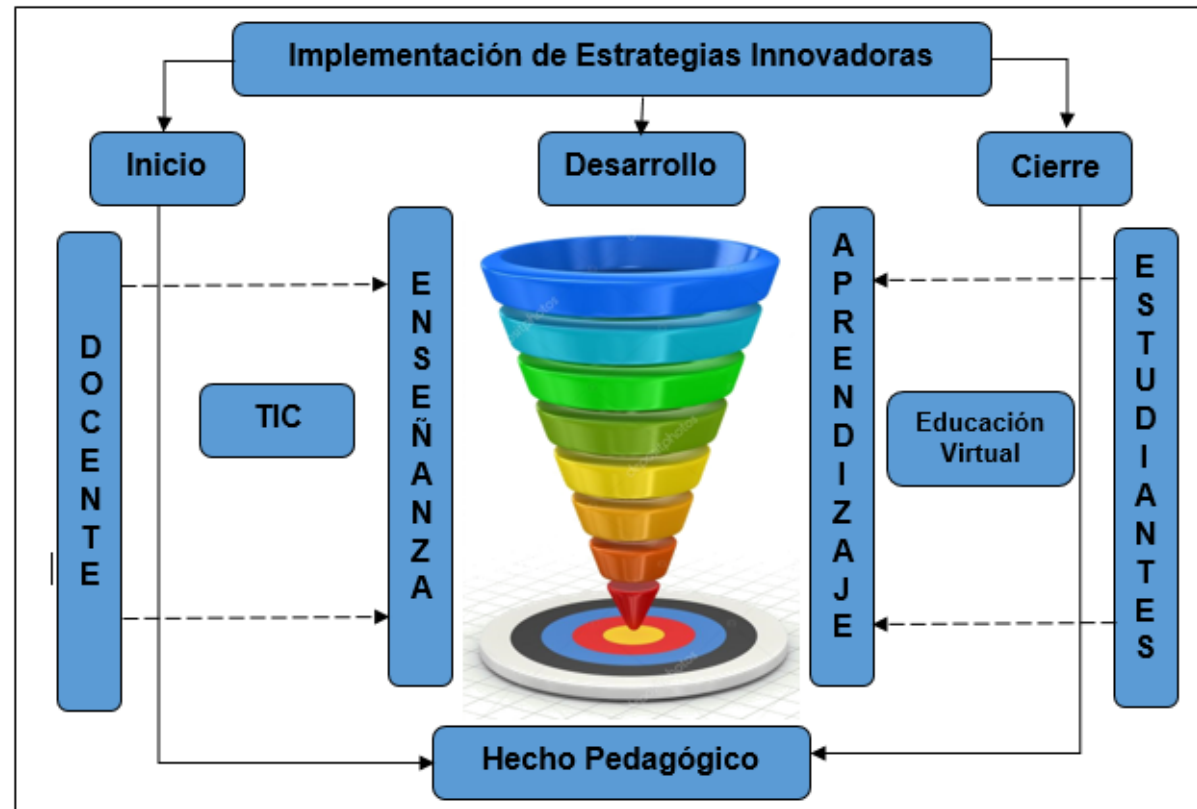 Implementación de Estrategias Innovadoras
Inicio
Desarrollo
Cierre
DOCENTE
TIC
ENSEÑANZA
APRENDIZAJE
Educación
Virtual
ESTUDIANTES
Hecho Pedagógico